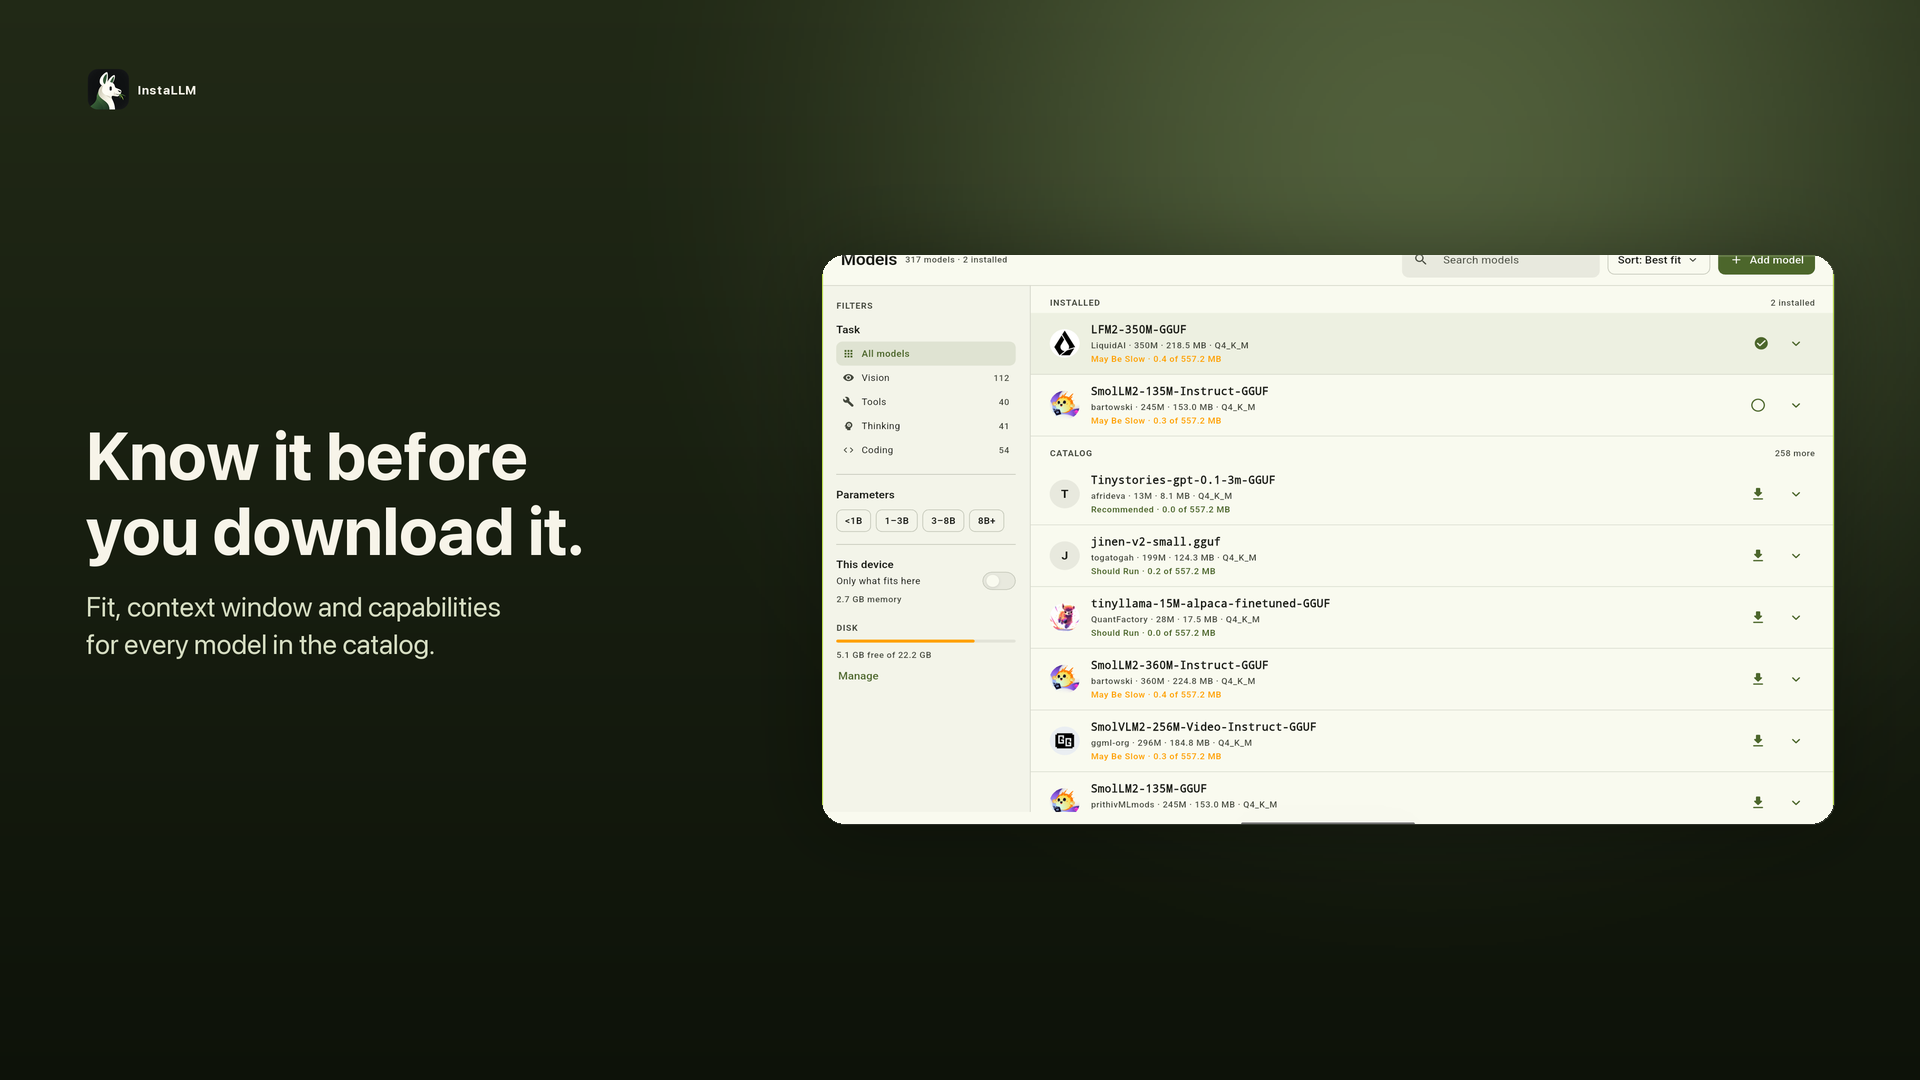 InstaLLM
Know it before
you download it.
Fit, context window and capabilities
for every model in the catalog.
Models 317 models · 2 installed
Search models
Sort: Best fit
+ Add model
FILTERS
Task
All models
Vision 112
Tools 40
Thinking 41
Coding 54
Parameters
<1B 1–3B 3–8B 8B+
This device
Only what fits here
2.7 GB memory
DISK
5.1 GB free of 22.2 GB
Manage
INSTALLED 2 installed
LFM2-350M-GGUF
LiquidAI · 350M · 218.5 MB · Q4_K_M
May Be Slow · 0.4 of 557.2 MB
SmolLM2-135M-Instruct-GGUF
bartowski · 245M · 153.0 MB · Q4_K_M
May Be Slow · 0.3 of 557.2 MB
CATALOG 258 more
T
Tinystories-gpt-0.1-3m-GGUF
afrideva · 13M · 8.1 MB · Q4_K_M
Recommended · 0.0 of 557.2 MB
J
jinen-v2-small.gguf
togatogah · 199M · 124.3 MB · Q4_K_M
Should Run · 0.2 of 557.2 MB
tinyllama-15M-alpaca-finetuned-GGUF
QuantFactory · 28M · 17.5 MB · Q4_K_M
Should Run · 0.0 of 557.2 MB
SmolLM2-360M-Instruct-GGUF
bartowski · 360M · 224.8 MB · Q4_K_M
May Be Slow · 0.4 of 557.2 MB
GG
SmolVLM2-256M-Video-Instruct-GGUF
ggml-org · 296M · 184.8 MB · Q4_K_M
May Be Slow · 0.3 of 557.2 MB
SmolLM2-135M-GGUF
prithivMLmods · 245M · 153.0 MB · Q4_K_M